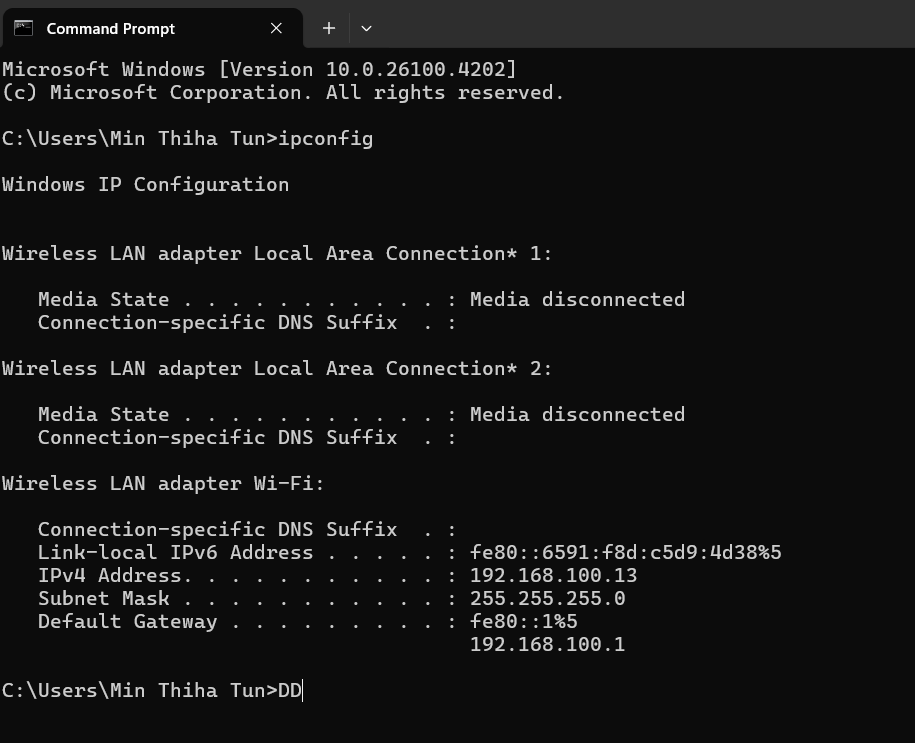 Command Prompt
Microsoft Windows [Version 10.0.26100.4202]
(c) Microsoft Corporation. All rights reserved.
C:\Users\Min Thiha Tun>ipconfig
Windows IP Configuration
Wireless LAN adapter Local Area Connection* 1:
   Media State . . . . . . . . . . . : Media disconnected
   Connection-specific DNS Suffix  . :
Wireless LAN adapter Local Area Connection* 2:
   Media State . . . . . . . . . . . : Media disconnected
   Connection-specific DNS Suffix  . :
Wireless LAN adapter Wi-Fi:
   Connection-specific DNS Suffix  . :
   Link-local IPv6 Address . . . . . : fe80::6591:f8d:c5d9:4d38%5
   IPv4 Address. . . . . . . . . . . : 192.168.100.13
   Subnet Mask . . . . . . . . . . . : 255.255.255.0
   Default Gateway . . . . . . . . . : fe80::1%5
                                       192.168.100.1
C:\Users\Min Thiha Tun>DD